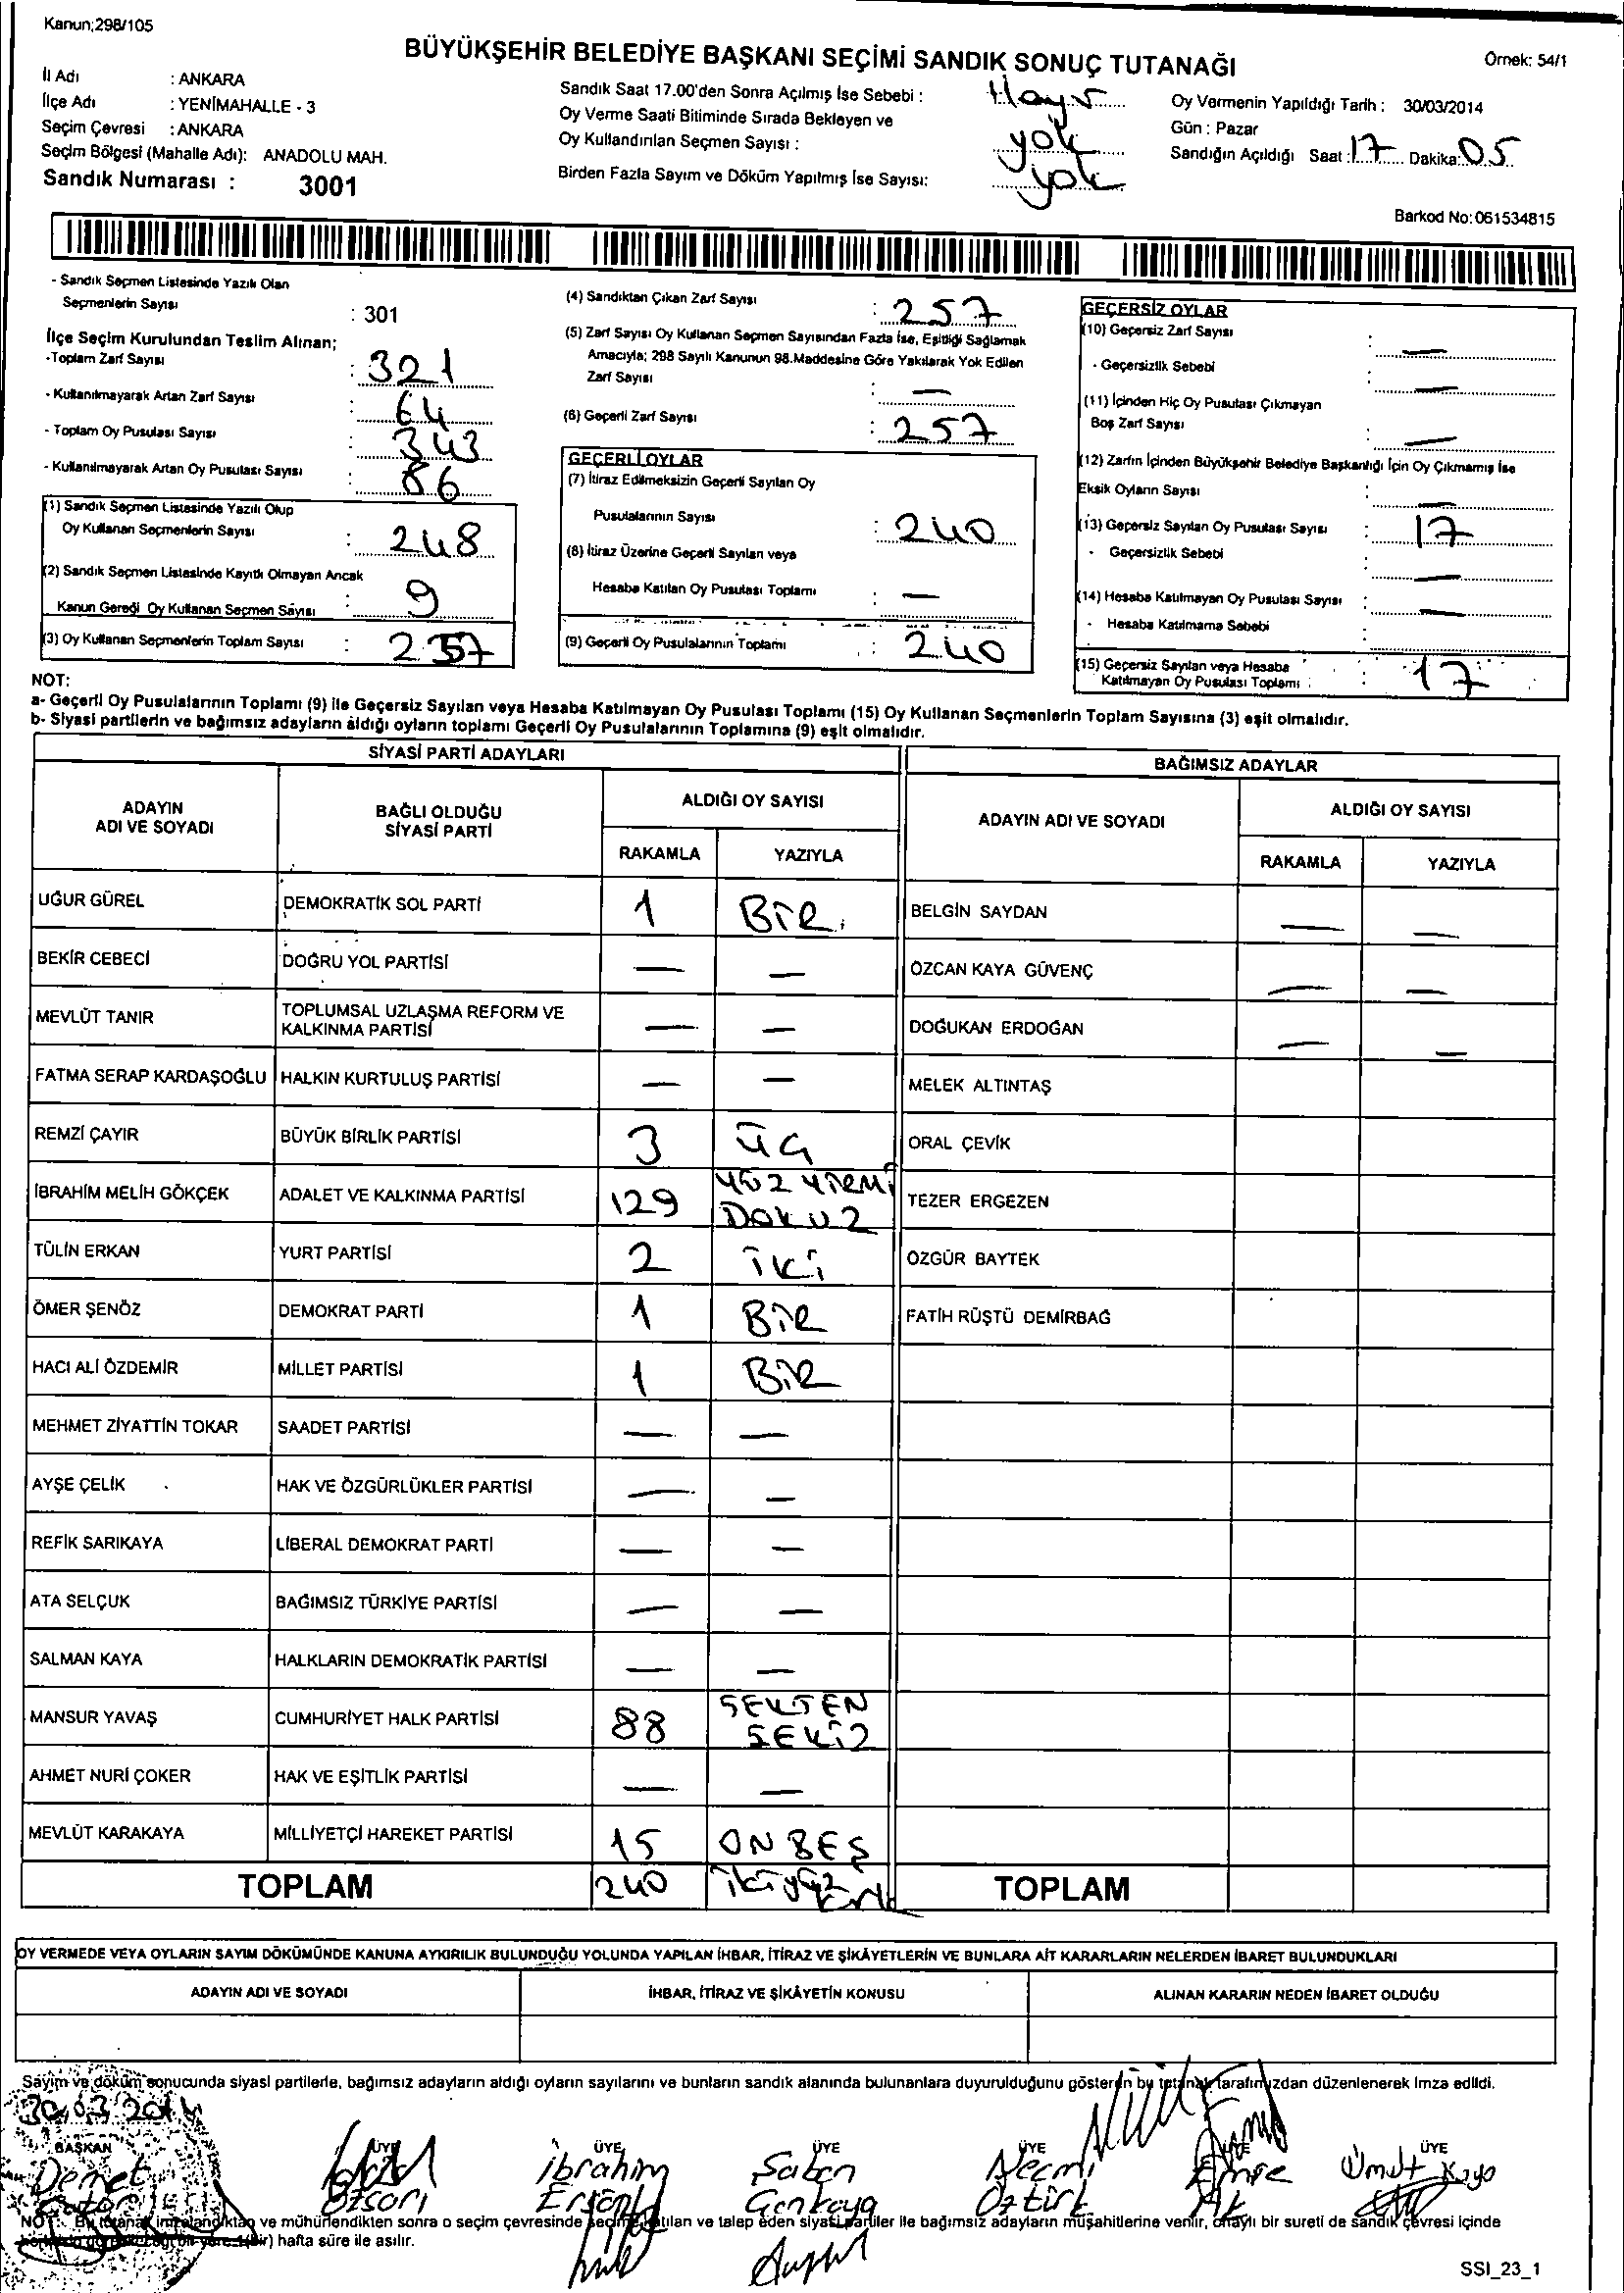 Kanun;298/105
BÜYÜKŞEHİR BELEDİYE BAŞKANI SEÇİMİ SANDIK SONUÇ TUTANAĞI
Örnek: 54/1
İl Adı : ANKARA
İlçe Adı : YENİMAHALLE - 3
Seçim Çevresi : ANKARA
Seçim Bölgesi (Mahalle Adı): ANADOLU MAH.
Sandık Numarası : 3001
Sandık Saat 17.00'den Sonra Açılmış İse Sebebi : Hayır
Oy Verme Saati Bitiminde Sırada Bekleyen ve
Oy Kullandırılan Seçmen Sayısı : yok
Birden Fazla Sayım ve Döküm Yapılmış İse Sayısı: yok
Oy Vermenin Yapıldığı Tarih : 30/03/2014
Gün : Pazar
Sandığın Açıldığı Saat : 17 Dakika: 05
Barkod No: 061534815
- Sandık Seçmen Listesinde Yazılı Olan
Seçmenlerin Sayısı : 301
İlçe Seçim Kurulundan Teslim Alınan;
-Toplam Zarf Sayısı : 321
- Kullanılmayarak Artan Zarf Sayısı : 64
- Toplam Oy Pusulası Sayısı : 343
- Kullanılmayarak Artan Oy Pusulası Sayısı : 86
(1) Sandık Seçmen Listesinde Yazılı Olup
Oy Kullanan Seçmenlerin Sayısı : 248
(2) Sandık Seçmen Listesinde Kayıtlı Olmayan Ancak
Kanun Gereği Oy Kullanan Seçmen Sayısı : 9
(3) Oy Kullanan Seçmenlerin Toplam Sayısı : 257
(4) Sandıktan Çıkan Zarf Sayısı : 257
(5) Zarf Sayısı Oy Kullanan Seçmen Sayısından Fazla İse, Eşitliği Sağlamak
Amacıyla; 298 Sayılı Kanunun 98.Maddesine Göre Yakılarak Yok Edilen
Zarf Sayısı : —
(6) Geçerli Zarf Sayısı : 257
GEÇERLİ OYLAR
(7) İtiraz Edilmeksizin Geçerli Sayılan Oy
Pusulalarının Sayısı : 240
(8) İtiraz Üzerine Geçerli Sayılan veya
Hesaba Katılan Oy Pusulası Toplamı : —
(9) Geçerli Oy Pusulalarının Toplamı : 240
GEÇERSİZ OYLAR
(10) Geçersiz Zarf Sayısı : —
- Geçersizlik Sebebi : —
(11) İçinden Hiç Oy Pusulası Çıkmayan
Boş Zarf Sayısı : —
(12) Zarfın İçinden Büyükşehir Belediye Başkanlığı İçin Oy Çıkmamış İse
Eksik Oyların Sayısı : —
(13) Geçersiz Sayılan Oy Pusulası Sayısı : 17
- Geçersizlik Sebebi : —
(14) Hesaba Katılmayan Oy Pusulası Sayısı : —
- Hesaba Katılmama Sebebi :
(15) Geçersiz Sayılan veya Hesaba
Katılmayan Oy Pusulası Toplamı : 17
NOT:
a- Geçerli Oy Pusulalarının Toplamı (9) ile Geçersiz Sayılan veya Hesaba Katılmayan Oy Pusulası Toplamı (15) Oy Kullanan Seçmenlerin Toplam Sayısına (3) eşit olmalıdır.
b- Siyasi partilerin ve bağımsız adayların aldığı oyların toplamı Geçerli Oy Pusulalarının Toplamına (9) eşit olmalıdır.
SİYASİ PARTİ ADAYLARI
ADAYIN ADI VE SOYADI BAĞLI OLDUĞU SİYASİ PARTİ ALDIĞI OY SAYISI
RAKAMLA YAZIYLA
UĞUR GÜREL DEMOKRATİK SOL PARTİ 1 BİR
BEKİR CEBECİ DOĞRU YOL PARTİSİ — —
MEVLÜT TANIR TOPLUMSAL UZLAŞMA REFORM VE KALKINMA PARTİSİ — —
FATMA SERAP KARDAŞOĞLU HALKIN KURTULUŞ PARTİSİ — —
REMZİ ÇAYIR BÜYÜK BİRLİK PARTİSİ 3 ÜÇ
İBRAHİM MELİH GÖKÇEK ADALET VE KALKINMA PARTİSİ 129 YÜZ YİRMİ DOKUZ
TÜLİN ERKAN YURT PARTİSİ 2 İKİ
ÖMER ŞENÖZ DEMOKRAT PARTİ 1 BİR
HACI ALİ ÖZDEMİR MİLLET PARTİSİ 1 BİR
MEHMET ZİYATTİN TOKAR SAADET PARTİSİ — —
AYŞE ÇELİK HAK VE ÖZGÜRLÜKLER PARTİSİ — —
REFİK SARIKAYA LİBERAL DEMOKRAT PARTİ — —
ATA SELÇUK BAĞIMSIZ TÜRKİYE PARTİSİ — —
SALMAN KAYA HALKLARIN DEMOKRATİK PARTİSİ — —
MANSUR YAVAŞ CUMHURİYET HALK PARTİSİ 88 SEKSEN SEKİZ
AHMET NURİ ÇOKER HAK VE EŞİTLİK PARTİSİ — —
MEVLÜT KARAKAYA MİLLİYETÇİ HAREKET PARTİSİ 15 ON BEŞ
TOPLAM 240 ikiyüz kırk
BAĞIMSIZ ADAYLAR
ADAYIN ADI VE SOYADI ALDIĞI OY SAYISI
RAKAMLA YAZIYLA
BELGİN SAYDAN — —
ÖZCAN KAYA GÜVENÇ — —
DOĞUKAN ERDOĞAN — —
MELEK ALTINTAŞ
ORAL ÇEVİK
TEZER ERGEZEN
ÖZGÜR BAYTEK
FATİH RÜŞTÜ DEMİRBAĞ
TOPLAM
OY VERMEDE VEYA OYLARIN SAYIM DÖKÜMÜNDE KANUNA AYKIRILIK BULUNDUĞU YOLUNDA YAPILAN İHBAR, İTİRAZ VE ŞİKÂYETLERİN VE BUNLARA AİT KARARLARIN NELERDEN İBARET BULUNDUKLARI
ADAYIN ADI VE SOYADI İHBAR, İTİRAZ VE ŞİKÂYETİN KONUSU ALINAN KARARIN NEDEN İBARET OLDUĞU
Sayım ve döküm sonucunda siyasi partilerle, bağımsız adayların aldığı oyların sayılarını ve bunların sandık alanında bulunanlara duyurulduğunu gösteren bu tutanak tarafımızdan düzenlenerek imza edildi.
30.03.2014
BAŞKAN ÜYE ÜYE ÜYE ÜYE ÜYE ÜYE
Demet İbrahim Saban Necmi Emre Ümut Kaya
Özsarı Gençkaya Öztürk Ak
NOT: Bu tutanak imzalandıktan ve mühürlendikten sonra o seçim çevresinde seçime katılan ve talep eden siyasi partiler ile bağımsız adayların müşahitlerine verilir, onaylı bir sureti de sandık çevresi içinde
hafta süre ile asılır.
SSI_23_1